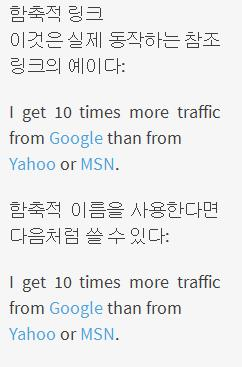 함축적 링크
이것은 실제 동작하는 참조
링크의 예이다:
I get 10 times more traffic
from Google than from
Yahoo or MSN.
함축적 이름을 사용한다면
다음처럼 쓸 수 있다:
I get 10 times more traffic
from Google than from
Yahoo or MSN.